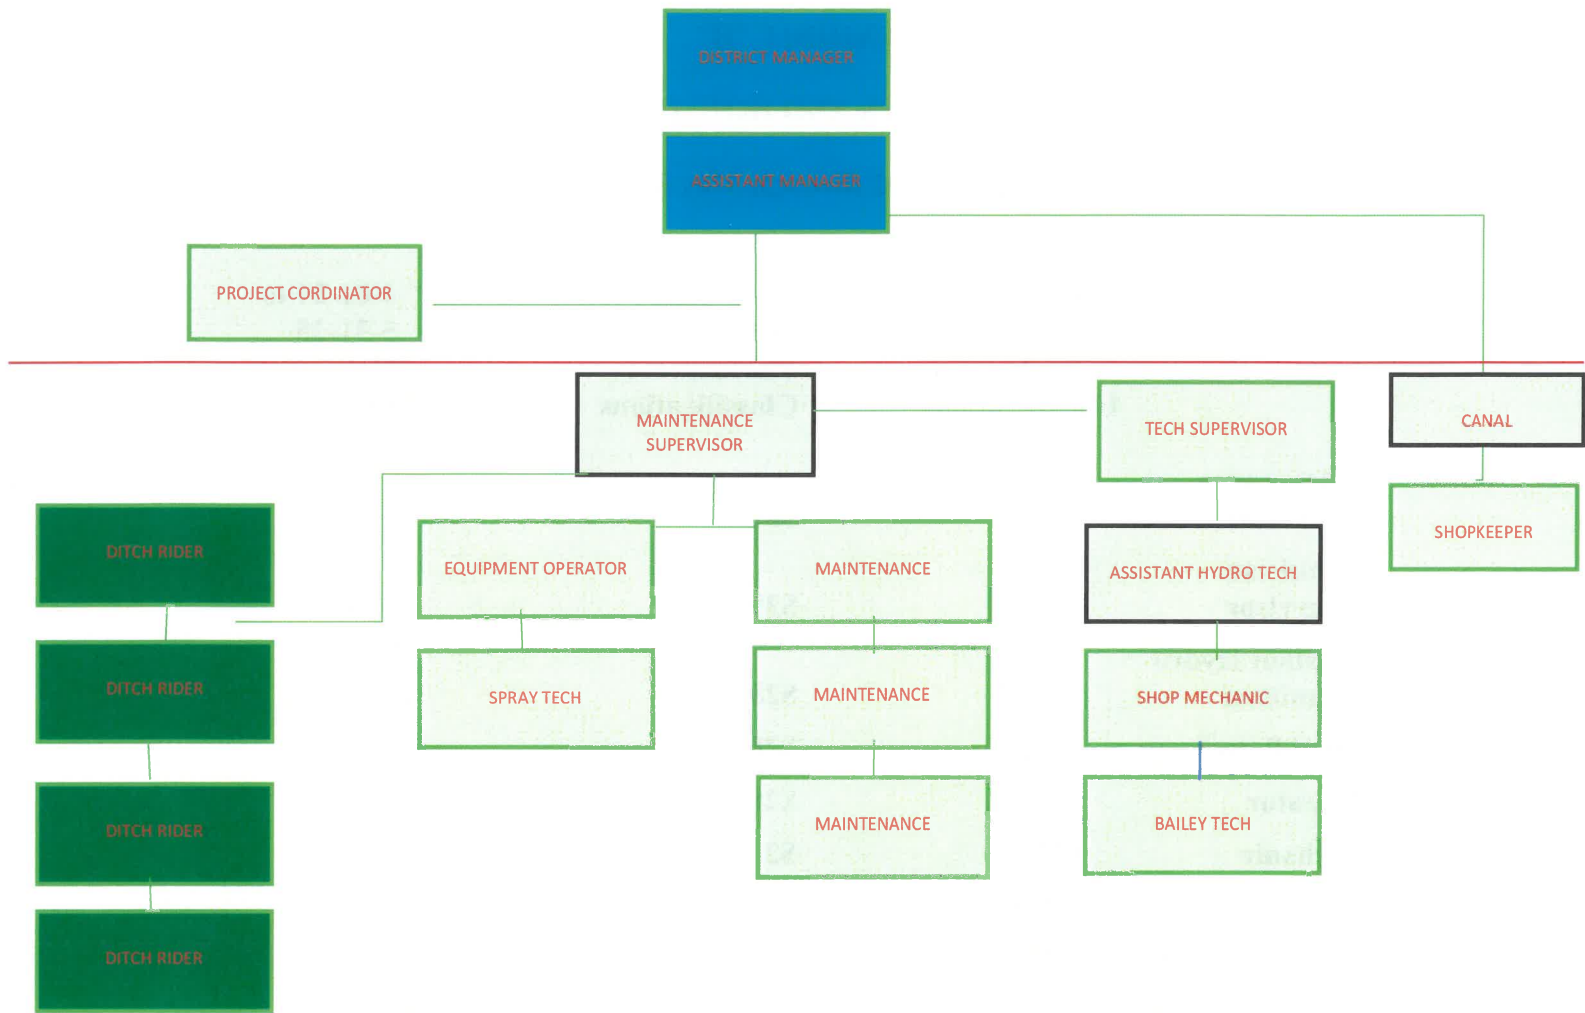 DISTRICT MANAGER
ASSISTANT MANAGER
PROJECT CORDINATOR
MAINTENANCE
SUPERVISOR
TECH SUPERVISOR
CANAL
SHOPKEEPER
DITCH RIDER
EQUIPMENT OPERATOR
MAINTENANCE
ASSISTANT HYDRO TECH
DITCH RIDER
SPRAY TECH
MAINTENANCE
SHOP MECHANIC
DITCH RIDER
MAINTENANCE
BAILEY TECH
DITCH RIDER